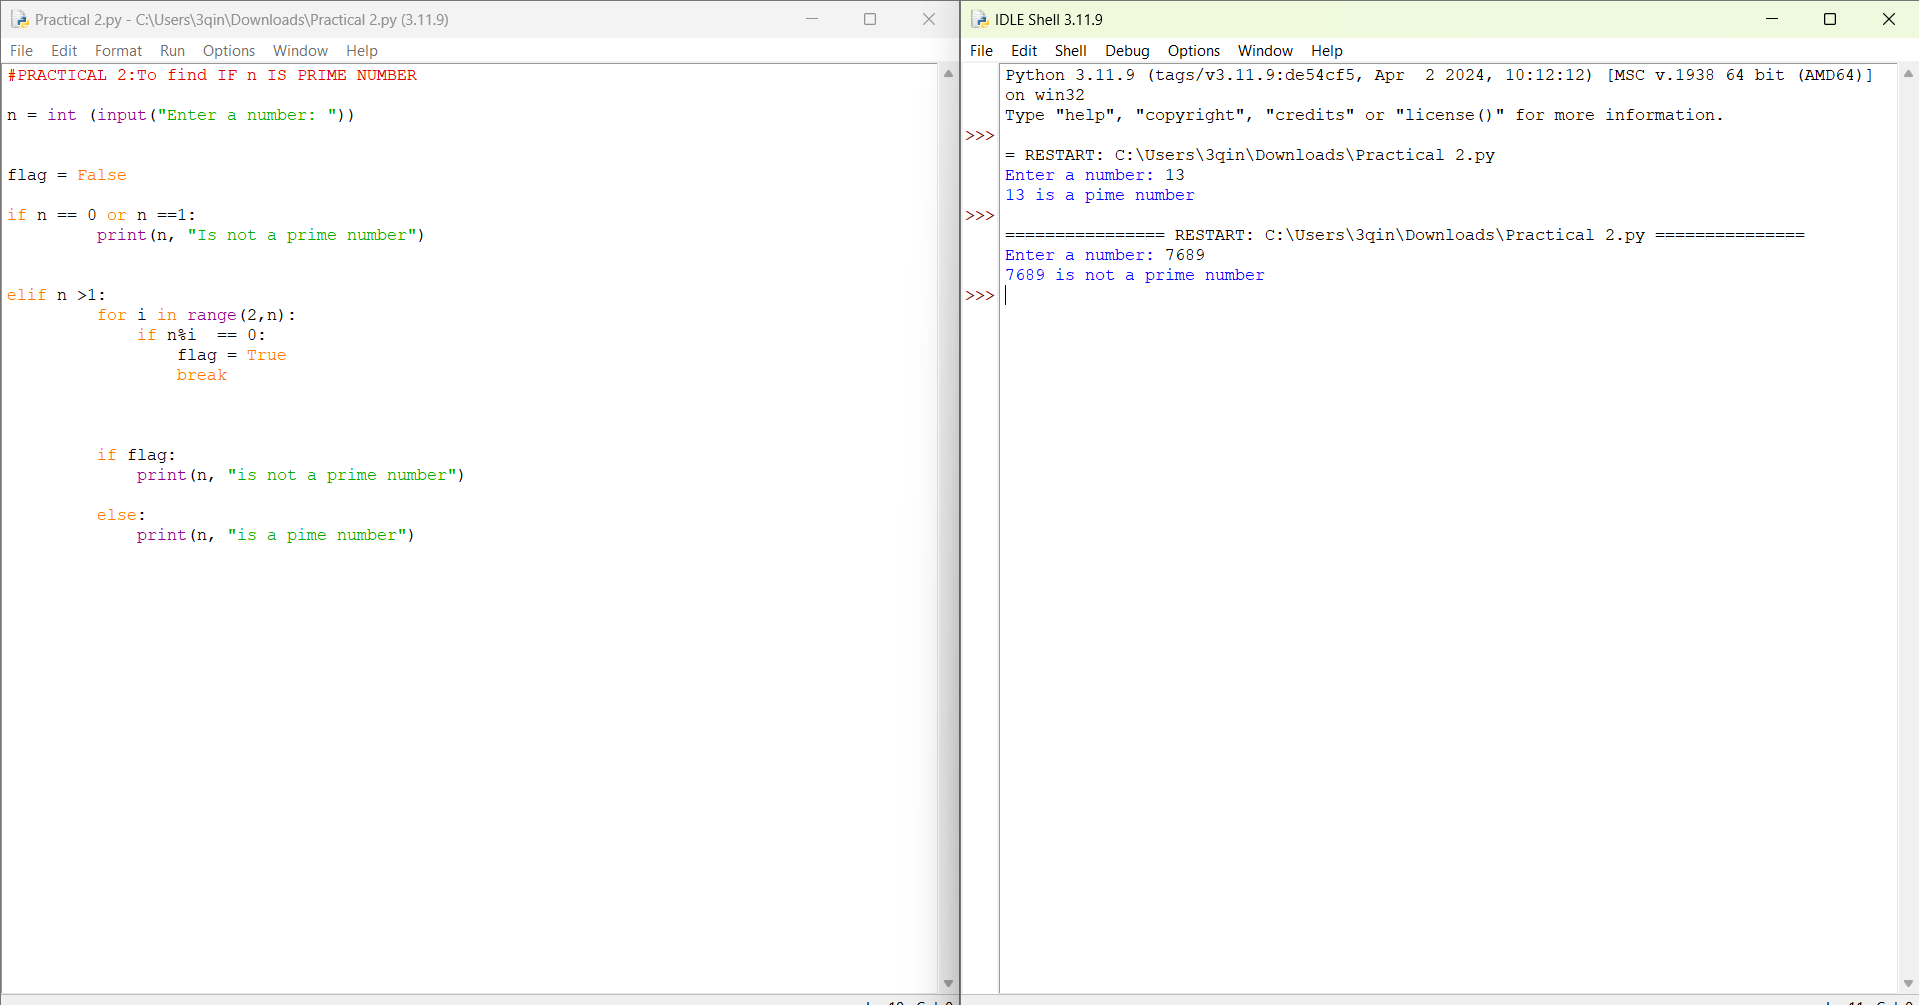 Practical 2.py - C:\Users\3qin\Downloads\Practical 2.py (3.11.9)
File Edit Format Run Options Window Help
#PRACTICAL 2:To find IF n IS PRIME NUMBER
n = int (input("Enter a number: "))
flag = False
if n == 0 or n ==1:
print(n, "Is not a prime number")
elif n >1:
for i in range(2,n):
if n%i  == 0:
flag = True
break
if flag:
print(n, "is not a prime number")
else:
print(n, "is a pime number")
IDLE Shell 3.11.9
File Edit Shell Debug Options Window Help
Python 3.11.9 (tags/v3.11.9:de54cf5, Apr  2 2024, 10:12:12) [MSC v.1938 64 bit (AMD64)]
on win32
Type "help", "copyright", "credits" or "license()" for more information.
>>>
= RESTART: C:\Users\3qin\Downloads\Practical 2.py
Enter a number: 13
13 is a pime number
>>>
================ RESTART: C:\Users\3qin\Downloads\Practical 2.py ===============
Enter a number: 7689
7689 is not a prime number
>>>